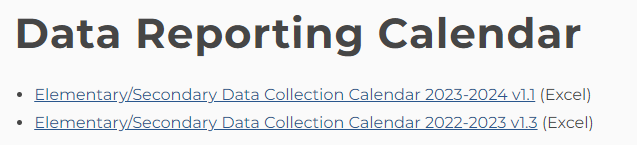 Data Reporting Calendar
• Elementary/Secondary Data Collection Calendar 2023-2024 v1.1 (Excel)
• Elementary/Secondary Data Collection Calendar 2022-2023 v1.3 (Excel)